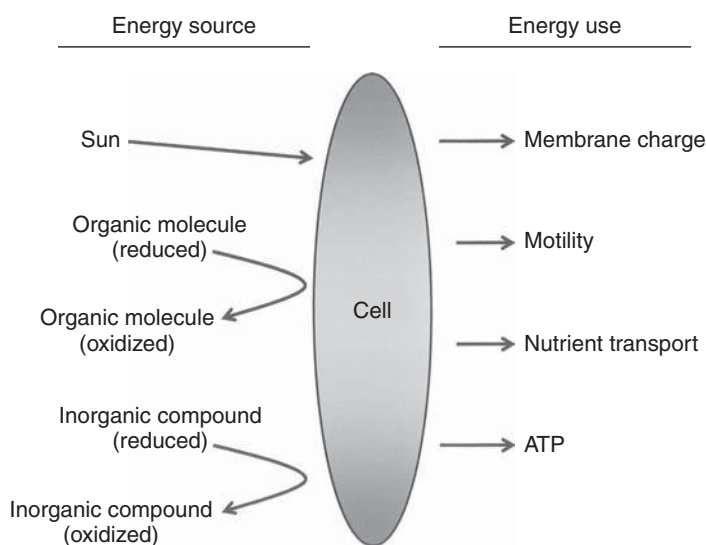 Energy source
Energy use
Sun
Membrane charge
Organic molecule
(reduced)
Motility
Organic molecule
(oxidized)
Cell
Nutrient transport
Inorganic compound
(reduced)
ATP
Inorganic compound
(oxidized)